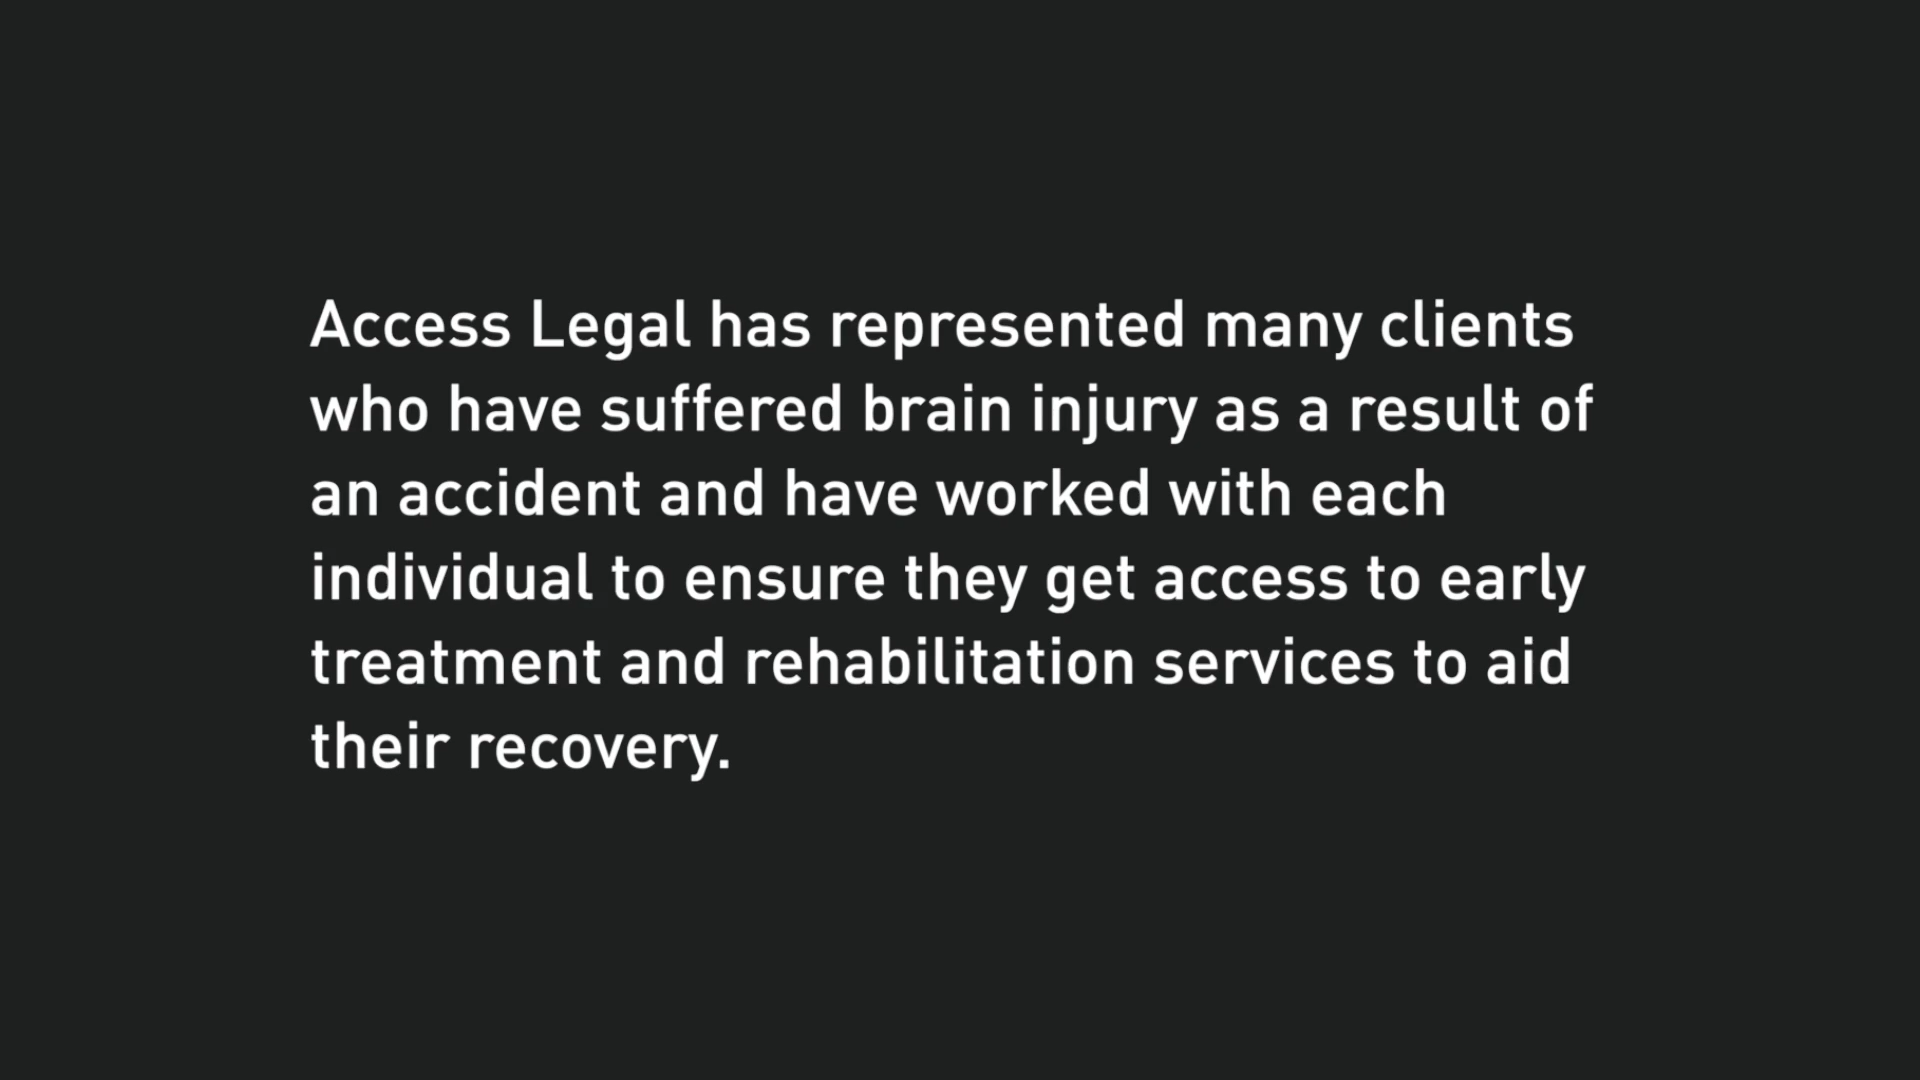 Access Legal has represented many clients
who have suffered brain injury as a result of
an accident and have worked with each
individual to ensure they get access to early
treatment and rehabilitation services to aid
their recovery.